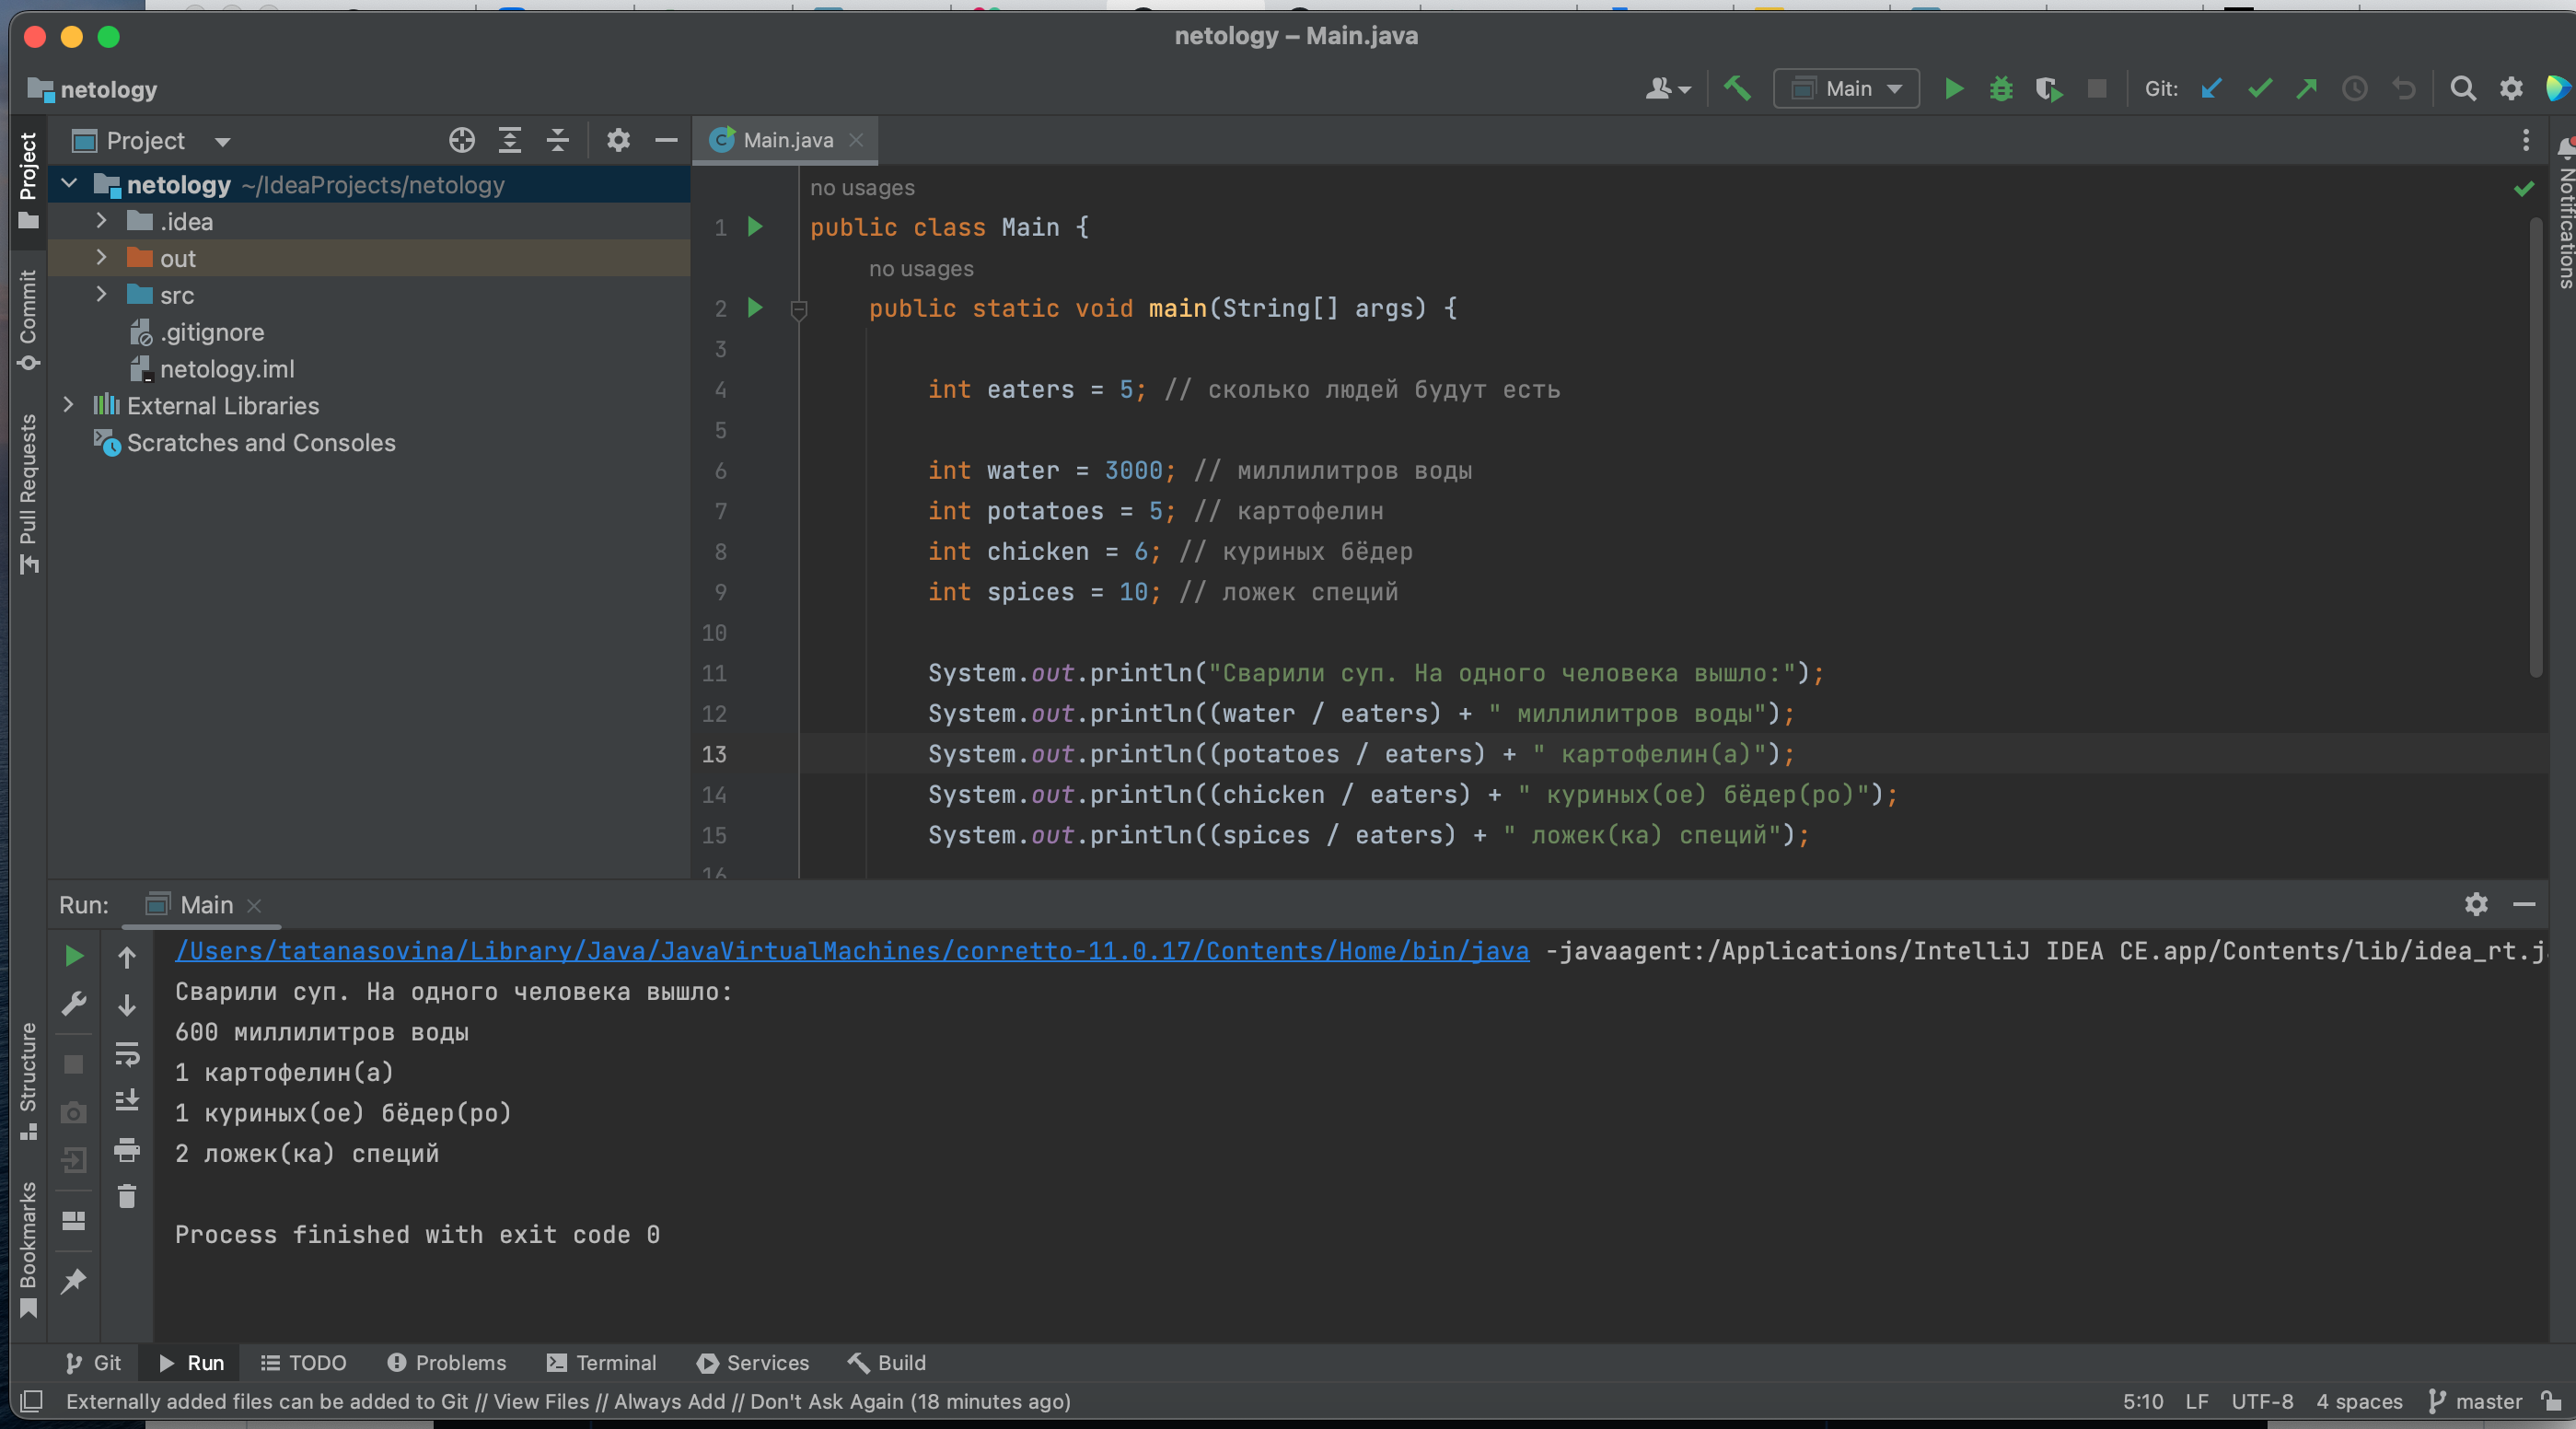 netology – Main.java
netology
Main
Git:
Project
Main.java
Project
Commit
Pull Requests
Structure
Bookmarks
Notifications
netology ~/IdeaProjects/netology
.idea
out
src
.gitignore
netology.iml
External Libraries
Scratches and Consoles
no usages
1 public class Main {
no usages
2 public static void main(String[] args) {
3
4 int eaters = 5; // сколько людей будут есть
5
6 int water = 3000; // миллилитров воды
7 int potatoes = 5; // картофелин
8 int chicken = 6; // куриных бёдер
9 int spices = 10; // ложек специй
10
11 System.out.println("Сварили суп. На одного человека вышло:");
12 System.out.println((water / eaters) + " миллилитров воды");
13 System.out.println((potatoes / eaters) + " картофелин(а)");
14 System.out.println((chicken / eaters) + " куриных(ое) бёдер(ро)");
15 System.out.println((spices / eaters) + " ложек(ка) специй");
16
Run: Main
/Users/tatanasovina/Library/Java/JavaVirtualMachines/corretto-11.0.17/Contents/Home/bin/java -javaagent:/Applications/IntelliJ IDEA CE.app/Contents/lib/idea_rt.j
Сварили суп. На одного человека вышло:
600 миллилитров воды
1 картофелин(а)
1 куриных(ое) бёдер(ро)
2 ложек(ка) специй
Process finished with exit code 0
Git Run TODO Problems Terminal Services Build
Externally added files can be added to Git // View Files // Always Add // Don't Ask Again (18 minutes ago)
5:10 LF UTF-8 4 spaces master